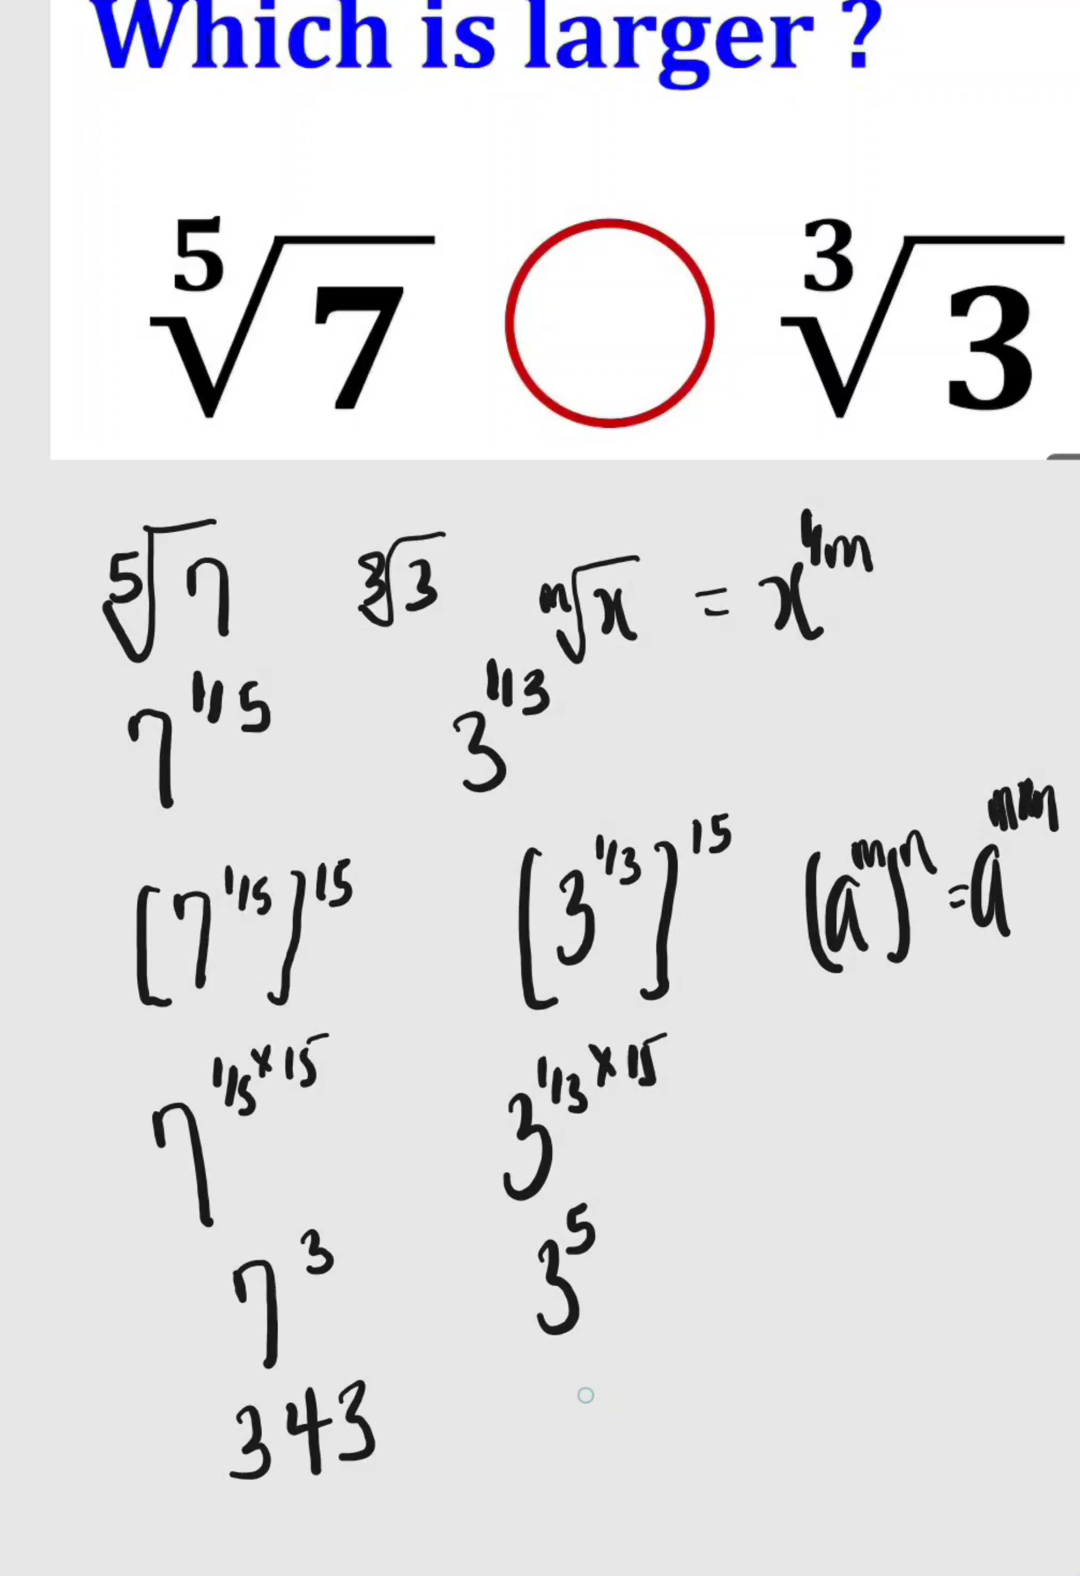 Which is larger ?
⁵√7 ◯ ³√3
⁵√7 ³√3 ᵐ√x = x^1/m
7^1/5 3^1/3
[7^1/5]^15 [3^1/3]^15 (a^m)^n = a^m×n
7^1/5×15 3^1/3×15
7^3 3^5
343